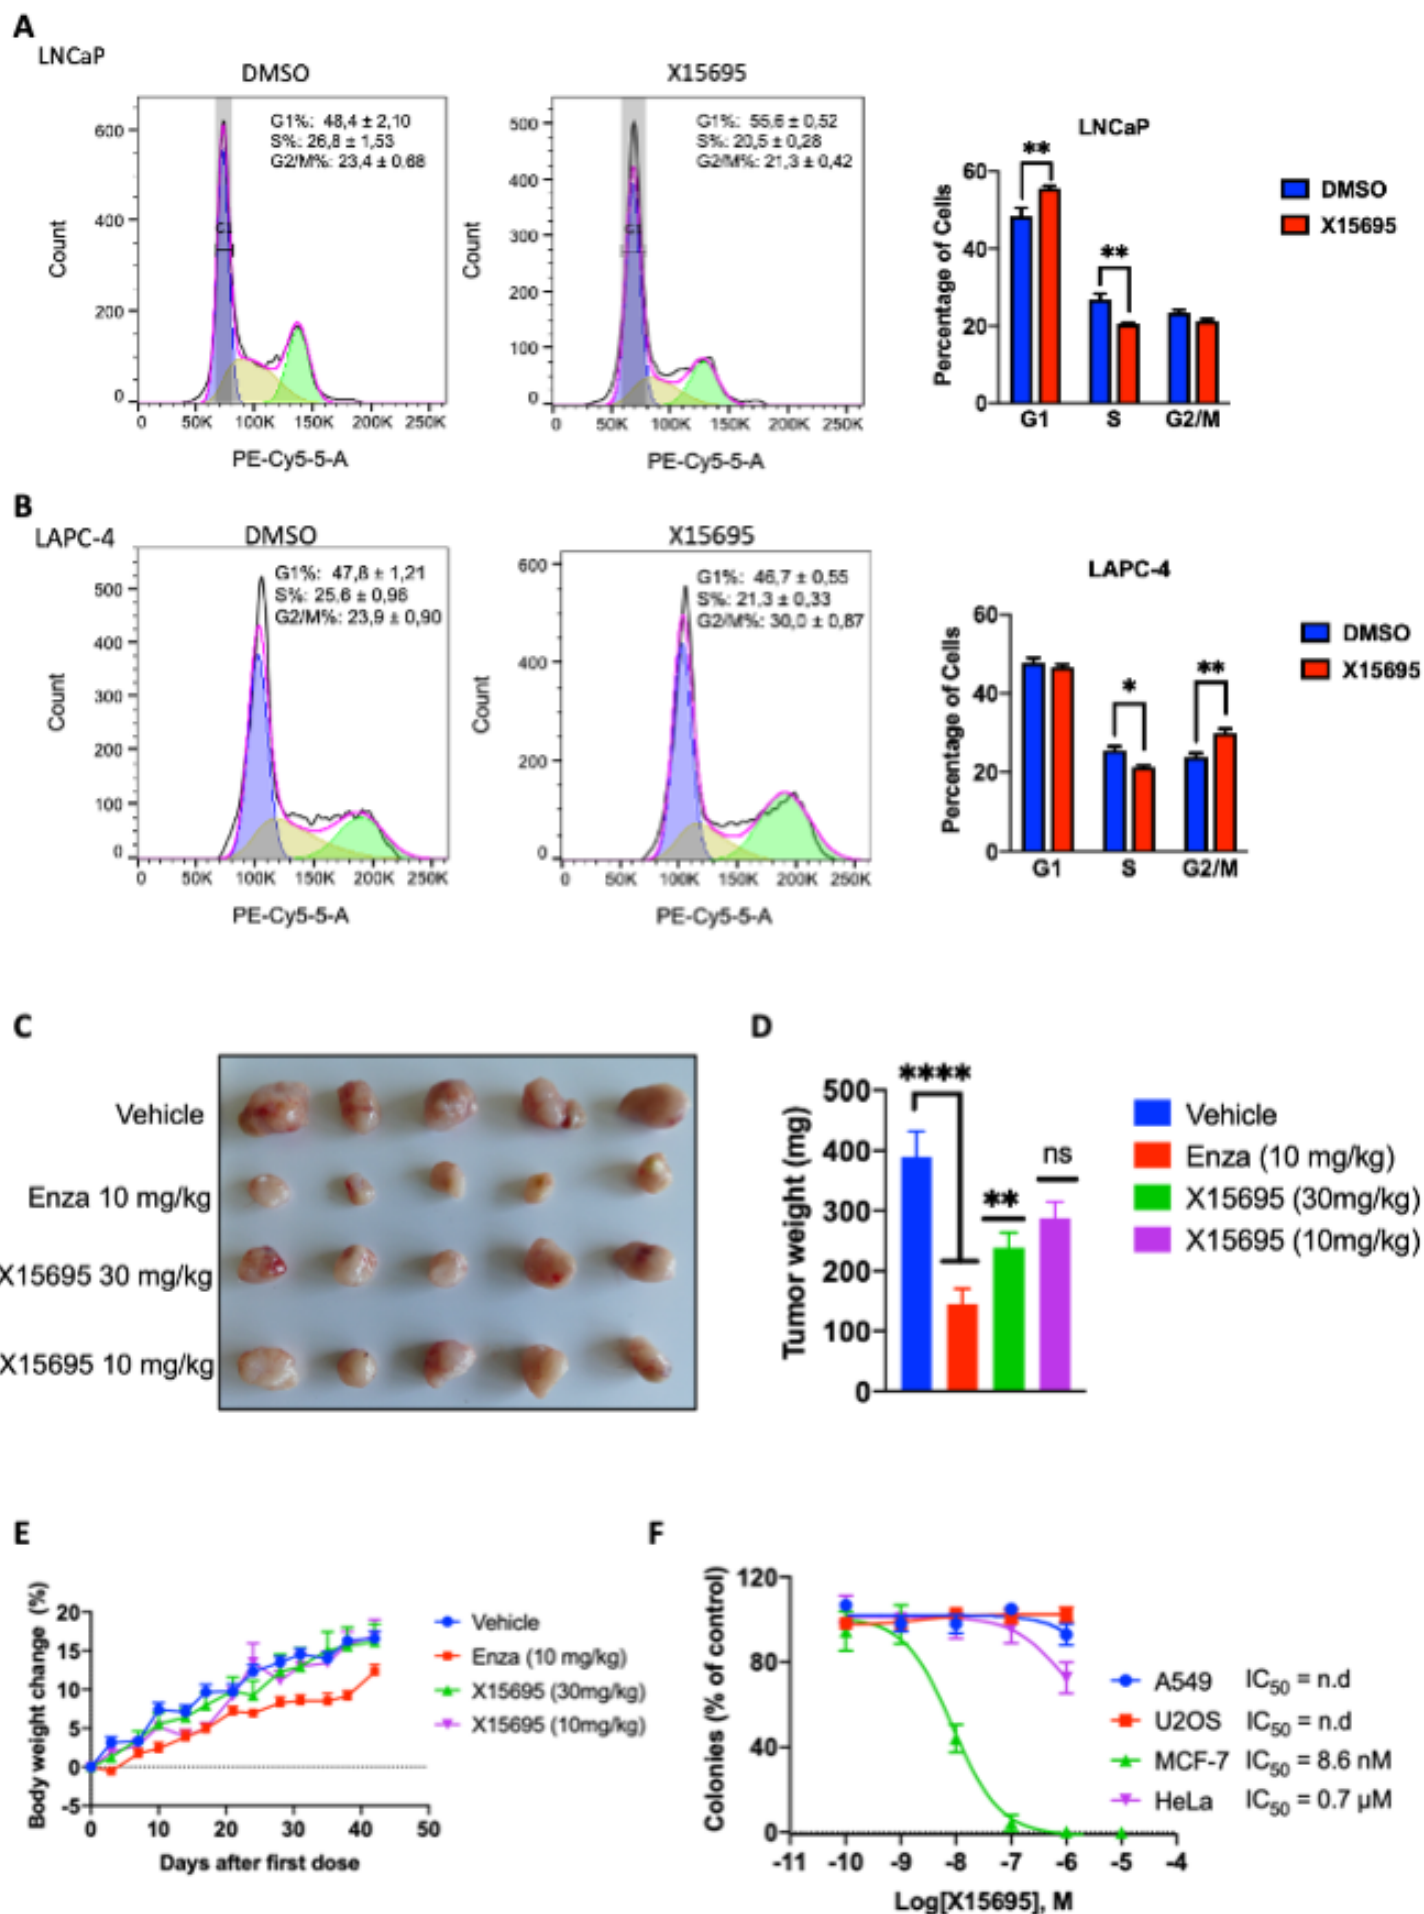 A
LNCaP
DMSO
G1%: 48,4 ± 2,10
S%: 26,8 ± 1,53
G2/M%: 23,4 ± 0,68
600
400
200
0
Count
G1
0 50K 100K 150K 200K 250K
PE-Cy5-5-A
X15695
G1%: 55,6 ± 0,52
S%: 20,5 ± 0,28
G2/M%: 21,3 ± 0,42
500
400
300
200
100
0
Count
G1
0 50K 100K 150K 200K 250K
PE-Cy5-5-A
LNCaP
**
**
60
40
20
0
Percentage of Cells
G1 S G2/M
DMSO
X15695
B
LAPC-4
DMSO
G1%: 47,8 ± 1,21
S%: 25,6 ± 0,96
G2/M%: 23,9 ± 0,90
500
400
300
200
100
0
Count
0 50K 100K 150K 200K 250K
PE-Cy5-5-A
X15695
G1%: 46,7 ± 0,55
S%: 21,3 ± 0,33
G2/M%: 30,0 ± 0,87
600
400
200
0
Count
0 50K 100K 150K 200K 250K
PE-Cy5-5-A
LAPC-4
*
**
60
40
20
0
Percentage of Cells
G1 S G2/M
DMSO
X15695
C
Vehicle
Enza 10 mg/kg
X15695 30 mg/kg
X15695 10 mg/kg
D
****
**
ns
500
400
300
200
100
0
Tumor weight (mg)
Vehicle
Enza (10 mg/kg)
X15695 (30mg/kg)
X15695 (10mg/kg)
E
20
15
10
5
0
-5
Body weight change (%)
0 10 20 30 40 50
Days after first dose
Vehicle
Enza (10 mg/kg)
X15695 (30mg/kg)
X15695 (10mg/kg)
F
120
80
40
0
Colonies (% of control)
-11 -10 -9 -8 -7 -6 -5 -4
Log[X15695], M
A549 IC50 = n.d
U2OS IC50 = n.d
MCF-7 IC50 = 8.6 nM
HeLa IC50 = 0.7 µM